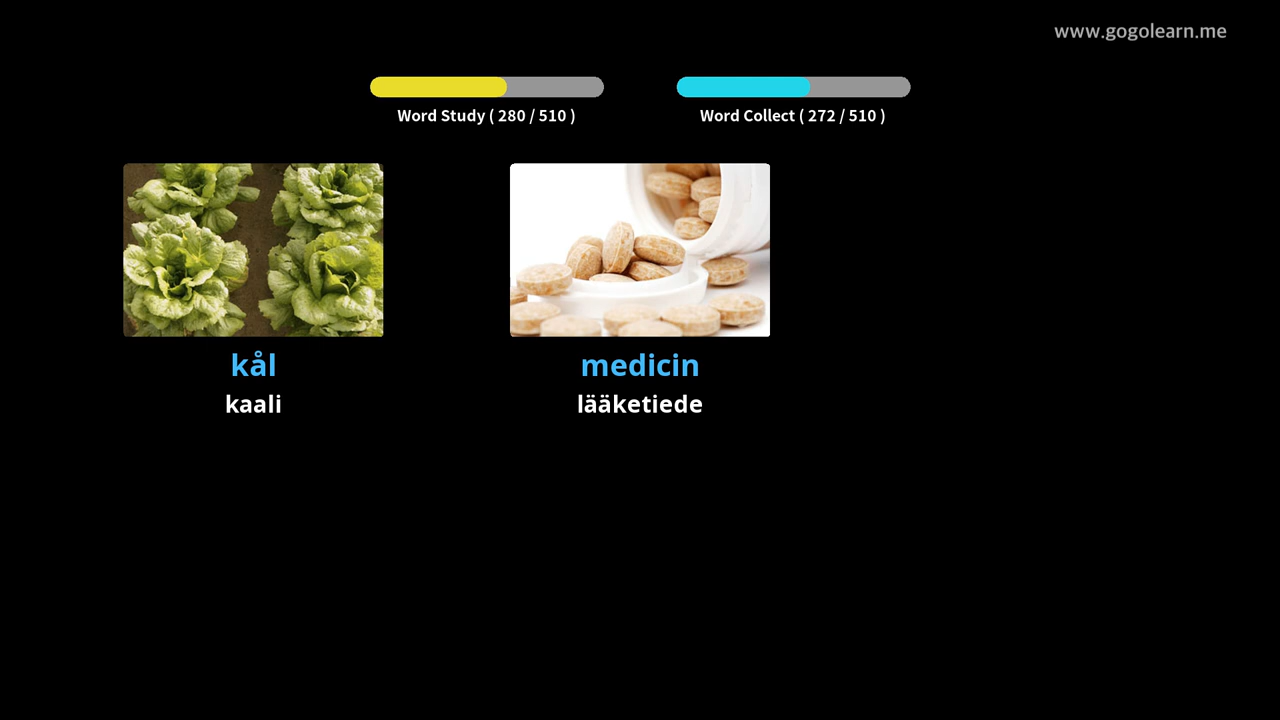 www.gogolearn.me
Word Study ( 280 / 510 )
Word Collect ( 272 / 510 )
kål
kaali
medicin
lääketiede